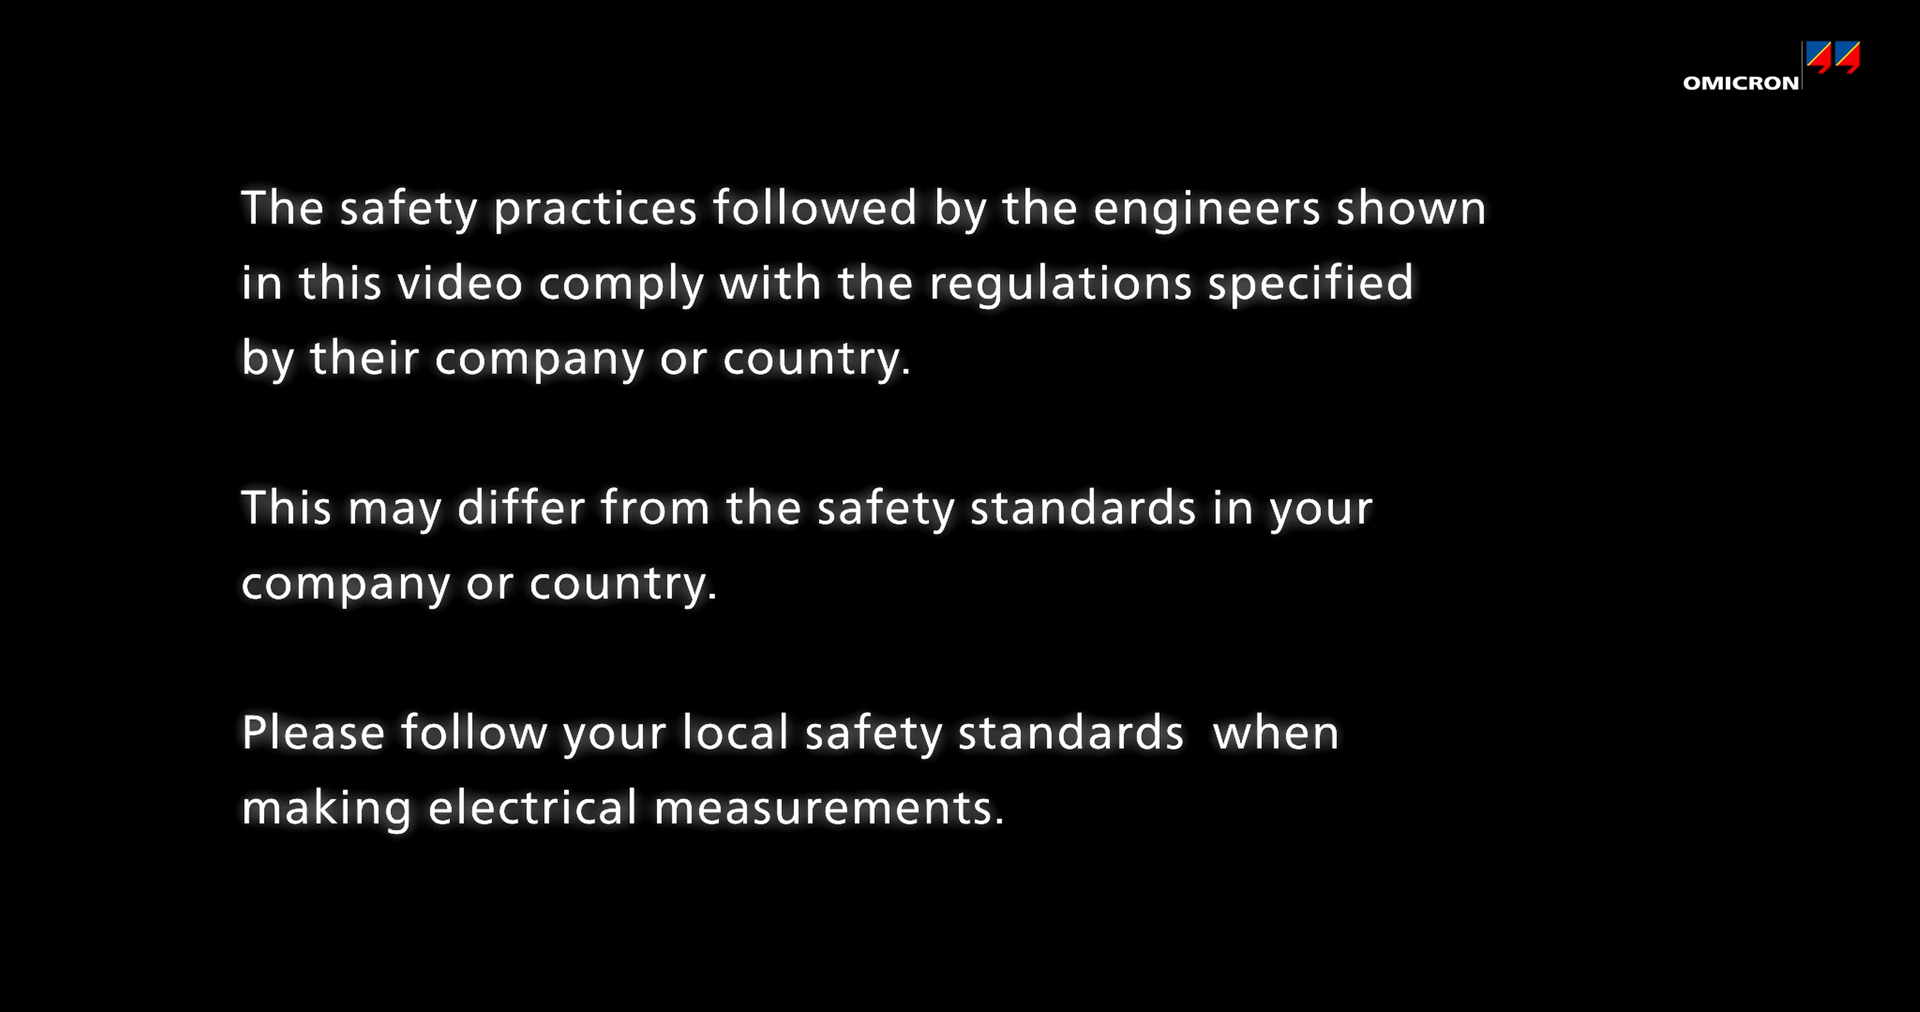 OMICRON
The safety practices followed by the engineers shown
in this video comply with the regulations specified
by their company or country.
This may differ from the safety standards in your
company or country.
Please follow your local safety standards  when
making electrical measurements.